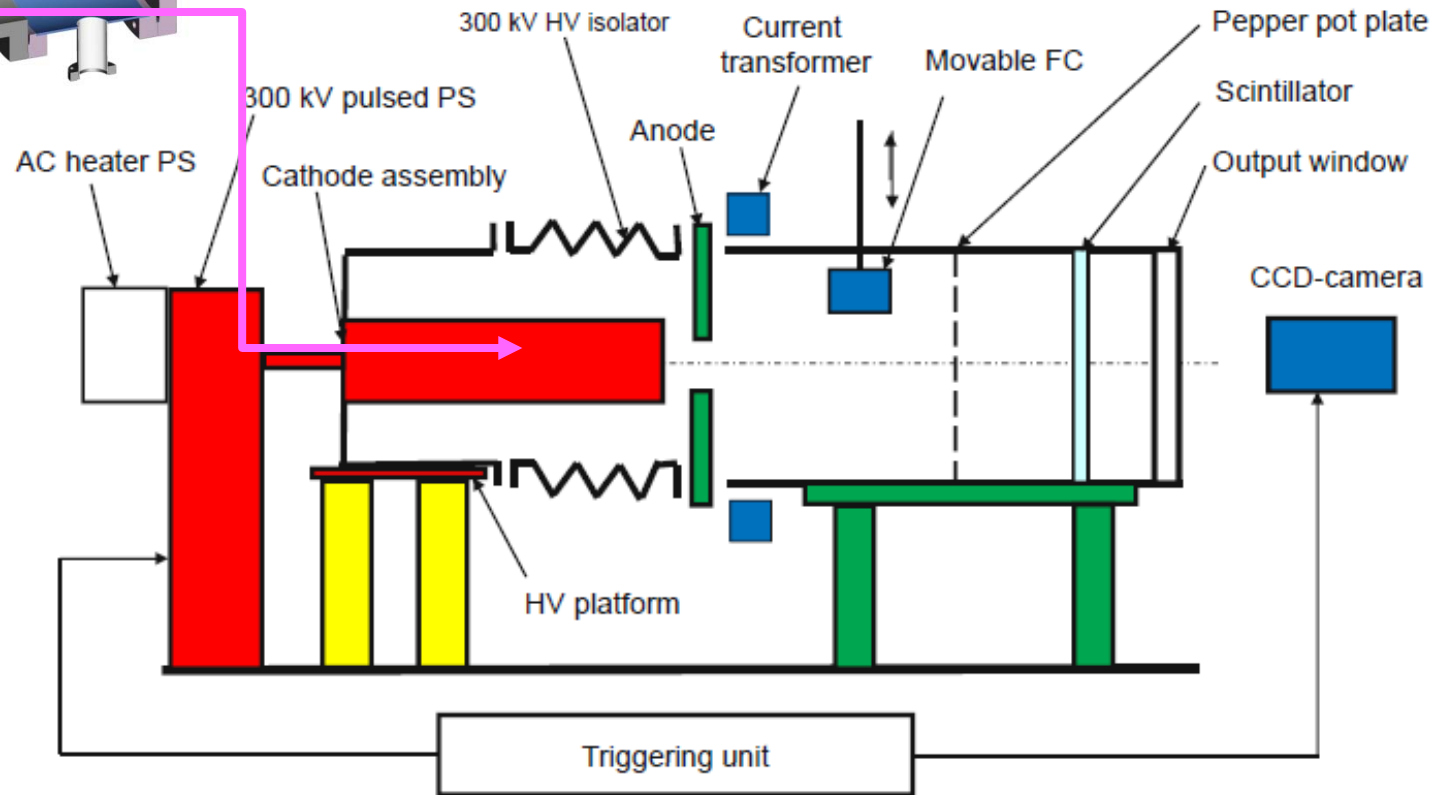 300 kV HV isolator
Current
transformer
Pepper pot plate
Movable FC
300 kV pulsed PS
Scintillator
Anode
AC heater PS
Cathode assembly
Output window
CCD-camera
HV platform
Triggering unit